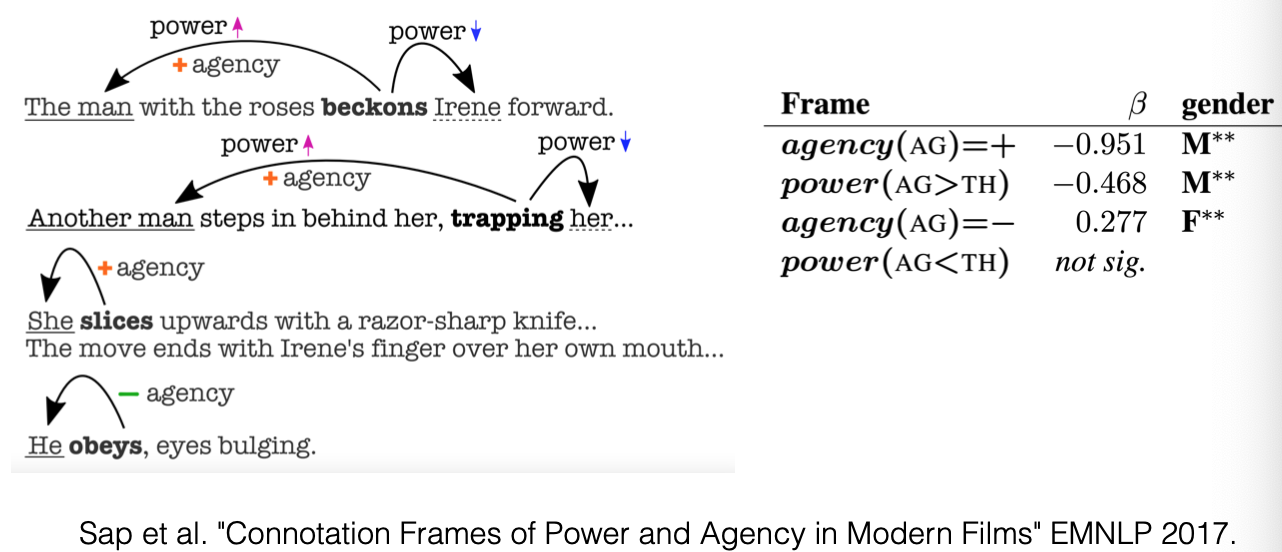 power↑
power↓
+ agency
The man with the roses beckons Irene forward.
power↑
power↓
+ agency
Another man steps in behind her, trapping her...
+ agency
She slices upwards with a razor-sharp knife...
The move ends with Irene's finger over her own mouth...
− agency
He obeys, eyes bulging.
Frame β gender
agency(AG)=+ −0.951 M**
power(AG>TH) −0.468 M**
agency(AG)=− 0.277 F**
power(AG<TH) not sig.
Sap et al. "Connotation Frames of Power and Agency in Modern Films" EMNLP 2017.